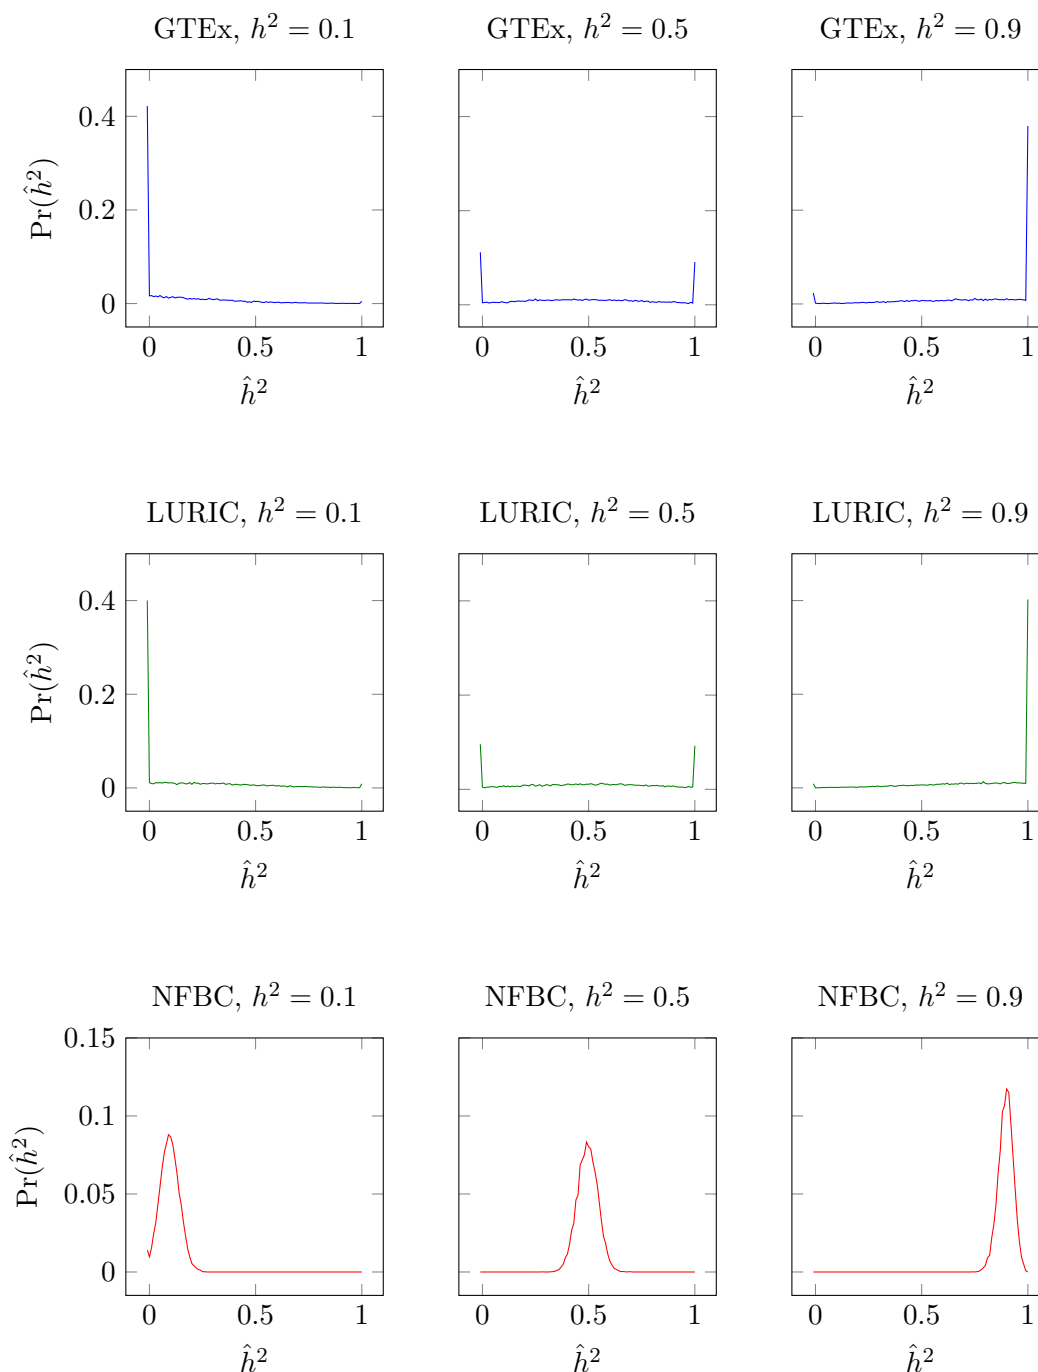 GTEx, h² = 0.1
GTEx, h² = 0.5
GTEx, h² = 0.9
Pr(ĥ²)
0.4
0.2
0
0 0.5 1
0 0.5 1
0 0.5 1
ĥ²
ĥ²
ĥ²
LURIC, h² = 0.1
LURIC, h² = 0.5
LURIC, h² = 0.9
Pr(ĥ²)
0.4
0.2
0
0 0.5 1
0 0.5 1
0 0.5 1
ĥ²
ĥ²
ĥ²
NFBC, h² = 0.1
NFBC, h² = 0.5
NFBC, h² = 0.9
Pr(ĥ²)
0.15
0.1
0.05
0
0 0.5 1
0 0.5 1
0 0.5 1
ĥ²
ĥ²
ĥ²